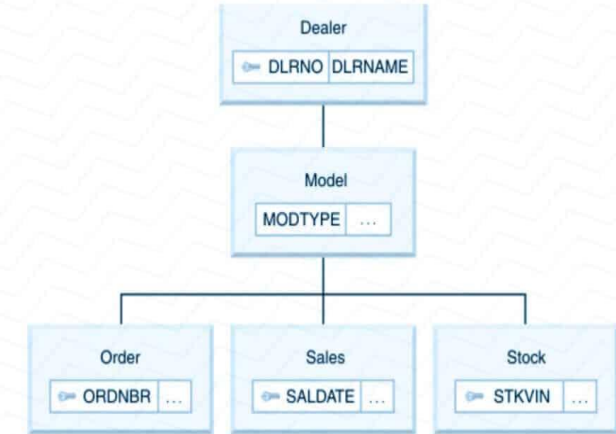 Dealer
DLRNO DLRNAME
Model
MODTYPE ...
Order Sales Stock
ORDNBR ... SALDATE ... STKVIN ...